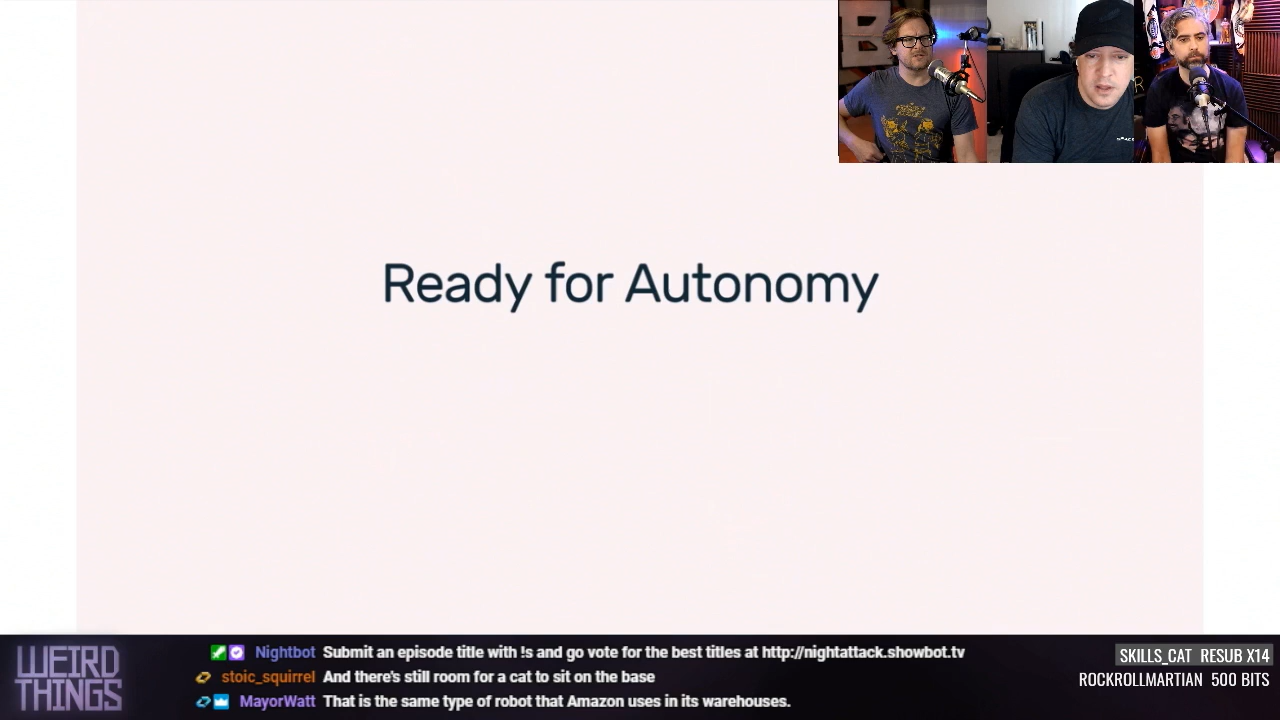 Ready for Autonomy
WEIRD
THINGS
Nightbot Submit an episode title with !s and go vote for the best titles at http://nightattack.showbot.tv
stoic_squirrel And there's still room for a cat to sit on the base
MayorWatt That is the same type of robot that Amazon uses in its warehouses.
SKILLS_CAT RESUB X14
ROCKROLLMARTIAN 500 BITS